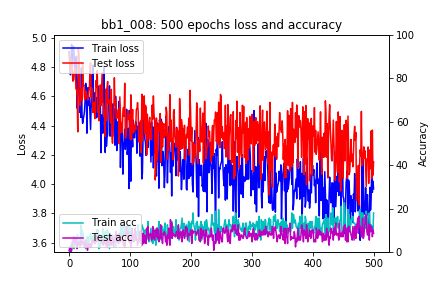 bb1_008: 500 epochs loss and accuracy
5.0
4.8
4.6
4.4
4.2
4.0
3.8
3.6
Loss
Train loss
Test loss
Train acc
Test acc
100
80
60
40
20
0
Accuracy
0 100 200 300 400 500